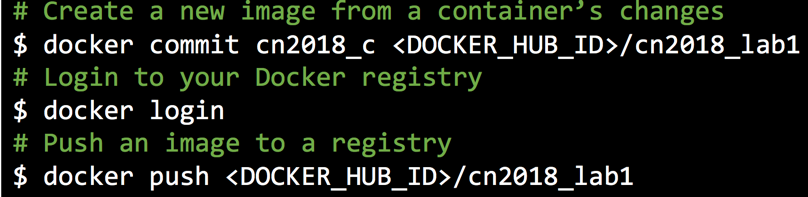 # Create a new image from a container’s changes
$ docker commit cn2018_c <DOCKER_HUB_ID>/cn2018_lab1
# Login to your Docker registry
$ docker login
# Push an image to a registry
$ docker push <DOCKER_HUB_ID>/cn2018_lab1